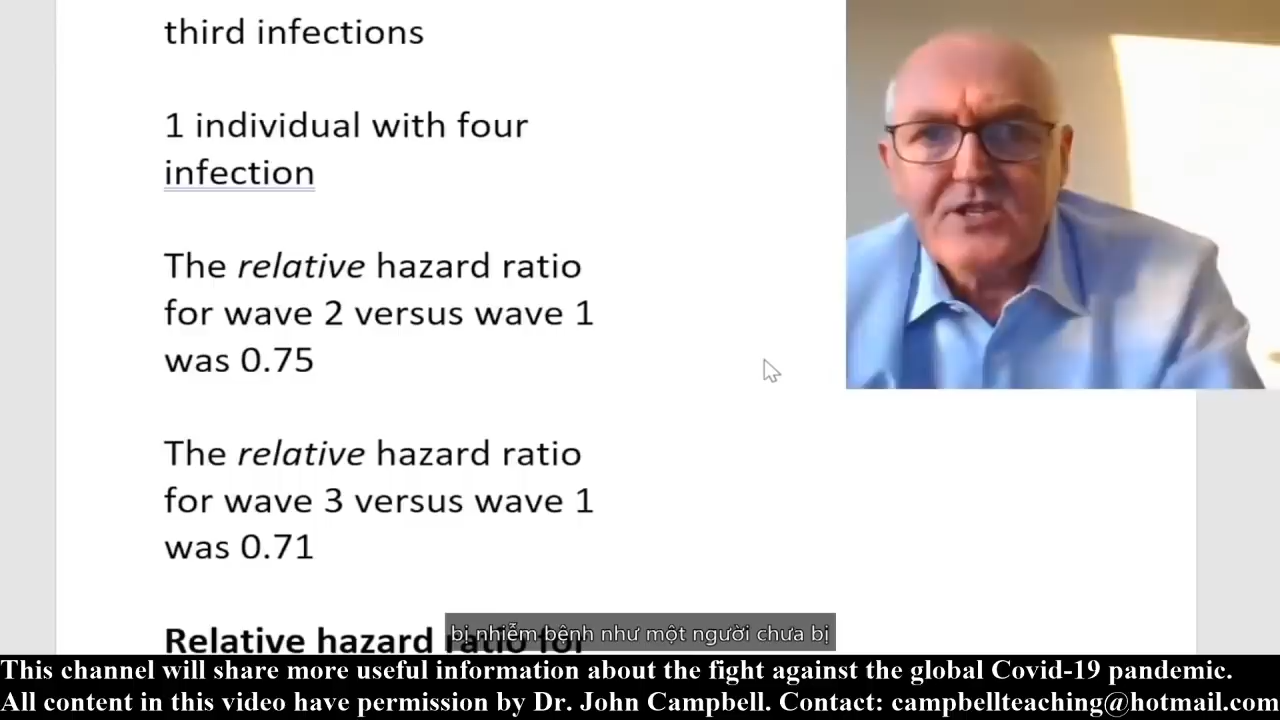 third infections
1 individual with four
infection
The relative hazard ratio
for wave 2 versus wave 1
was 0.75
The relative hazard ratio
for wave 3 versus wave 1
was 0.71
Relative hazard ratio for
bị nhiễm bệnh như một người chưa bị
This channel will share more useful information about the fight against the global Covid-19 pandemic.
All content in this video have permission by Dr. John Campbell. Contact: campbellteaching@hotmail.com